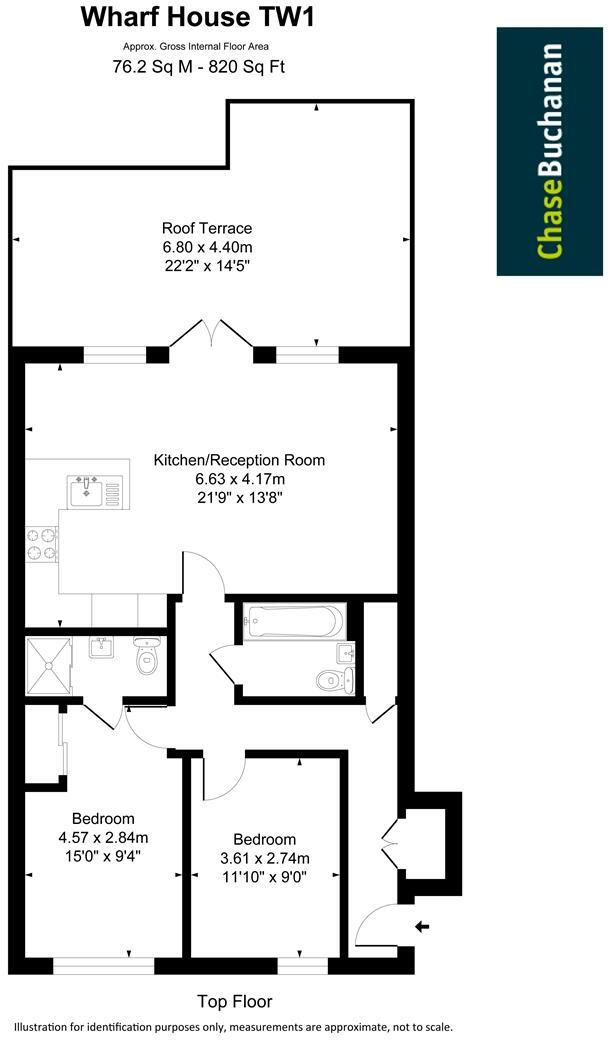 Wharf House TW1
Approx. Gross Internal Floor Area
76.2 Sq M - 820 Sq Ft
ChaseBuchanan
Roof Terrace
6.80 x 4.40m
22'2" x 14'5"
Kitchen/Reception Room
6.63 x 4.17m
21'9" x 13'8"
Bedroom
4.57 x 2.84m
15'0" x 9'4"
Bedroom
3.61 x 2.74m
11'10" x 9'0"
Top Floor
Illustration for identification purposes only, measurements are approximate, not to scale.